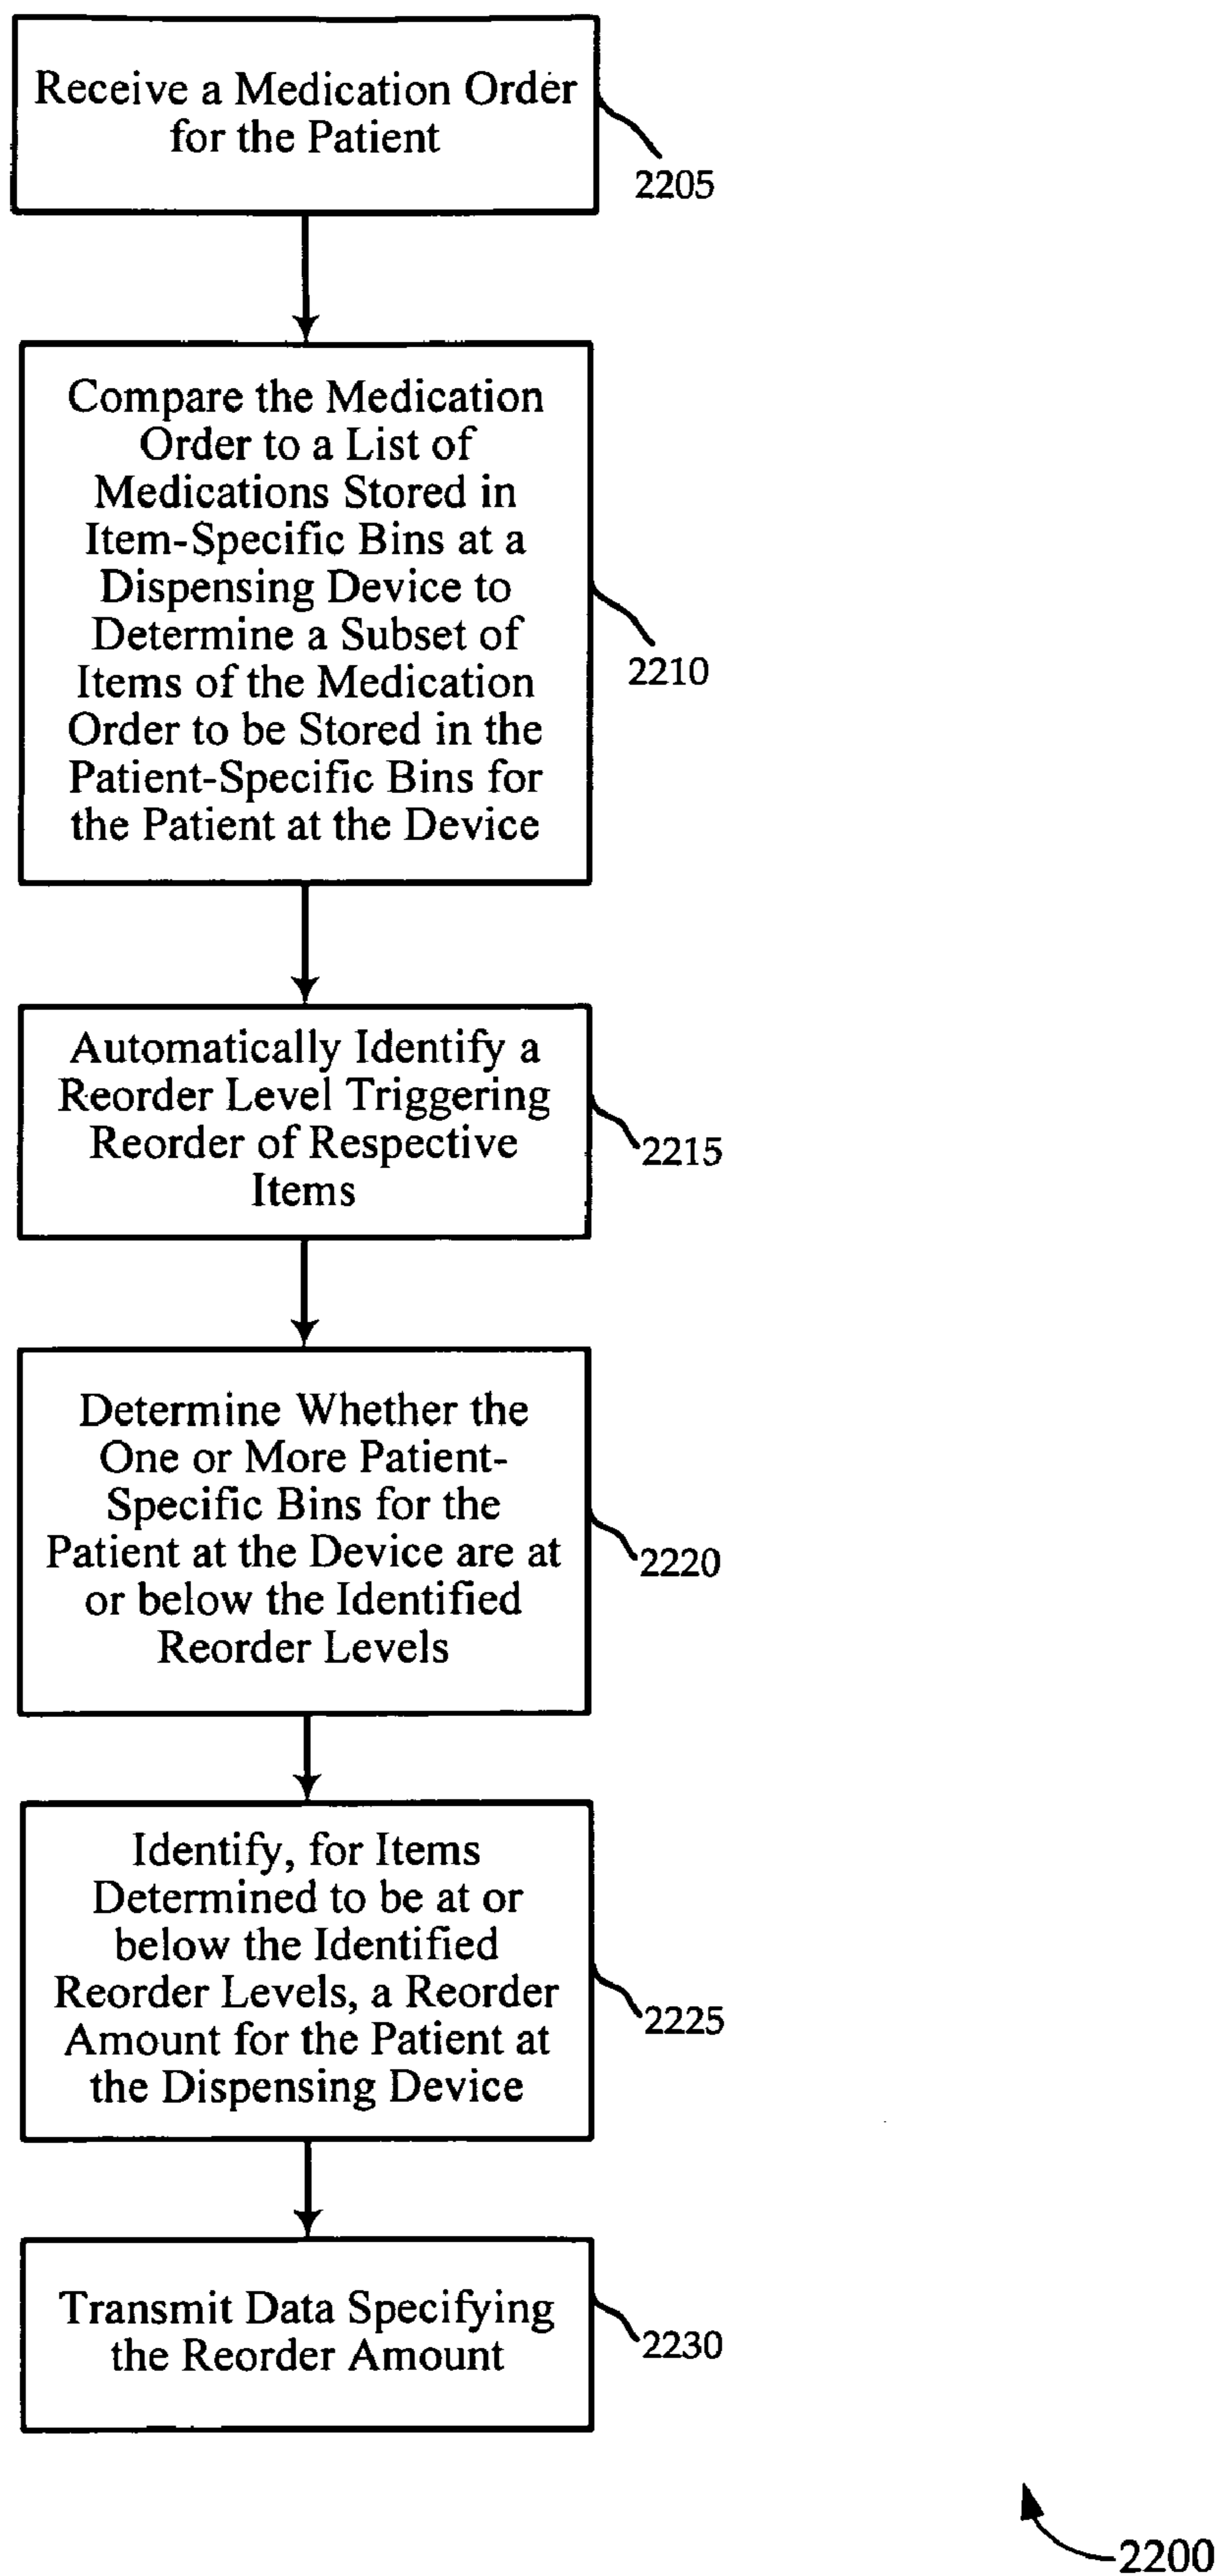 Receive a Medication Order
for the Patient
2205
Compare the Medication
Order to a List of
Medications Stored in
Item-Specific Bins at a
Dispensing Device to
Determine a Subset of
Items of the Medication
Order to be Stored in the
Patient-Specific Bins for
the Patient at the Device
2210
Automatically Identify a
Reorder Level Triggering
Reorder of Respective
Items
2215
Determine Whether the
One or More Patient-
Specific Bins for the
Patient at the Device are at
or below the Identified
Reorder Levels
2220
Identify, for Items
Determined to be at or
below the Identified
Reorder Levels, a Reorder
Amount for the Patient at
the Dispensing Device
2225
Transmit Data Specifying
the Reorder Amount
2230
2200